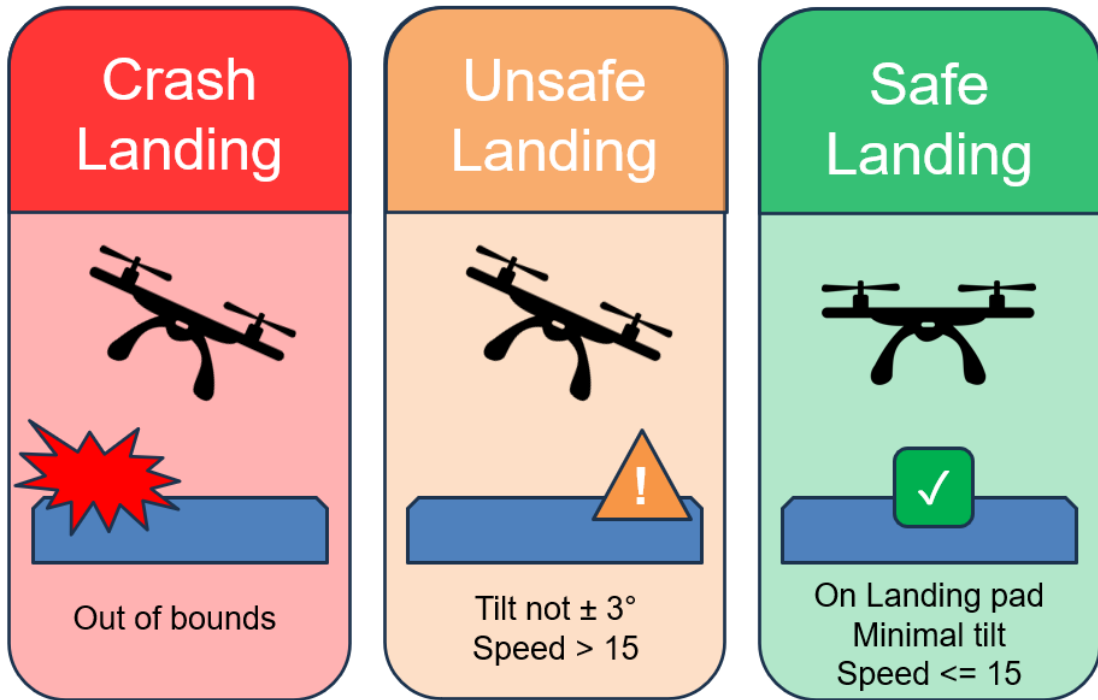 Crash
Landing
Out of bounds
Unsafe
Landing
!
Tilt not ± 3°
Speed > 15
Safe
Landing
✓
On Landing pad
Minimal tilt
Speed <= 15